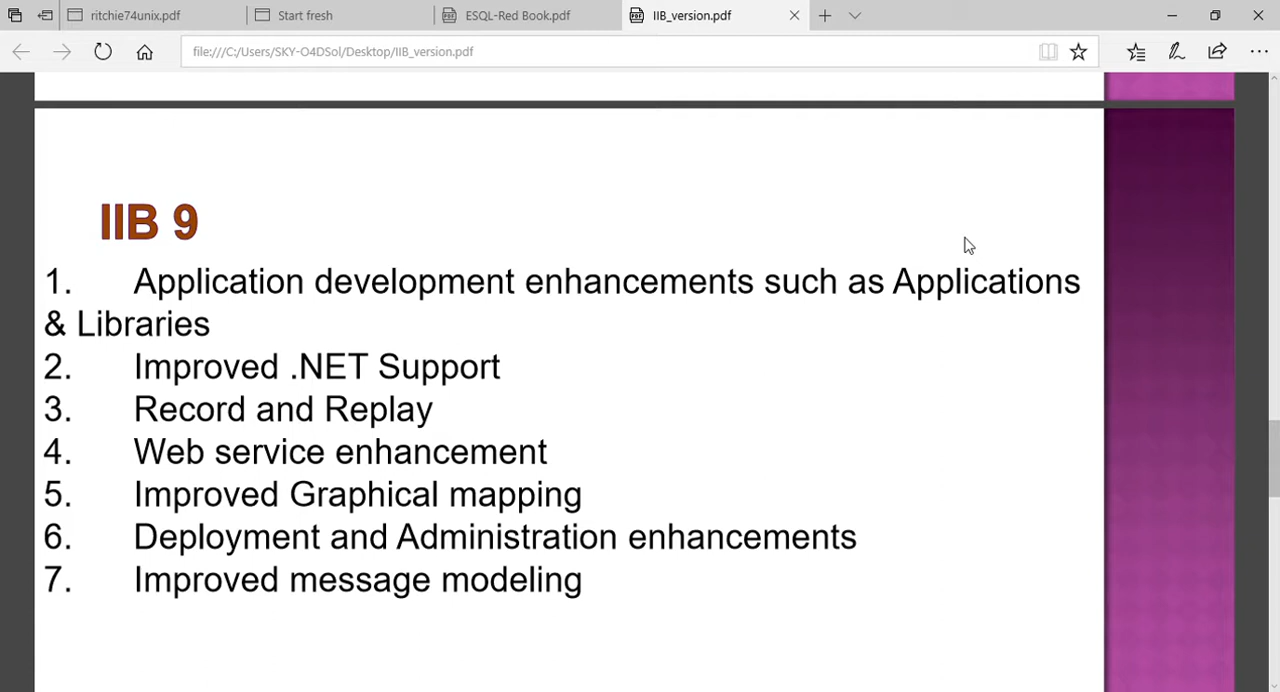 ritchie74unix.pdf
Start fresh
ESQL-Red Book.pdf
IIB_version.pdf
file:///C:/Users/SKY-O4DSol/Desktop/IIB_version.pdf
IIB 9
1. Application development enhancements such as Applications
& Libraries
2. Improved .NET Support
3. Record and Replay
4. Web service enhancement
5. Improved Graphical mapping
6. Deployment and Administration enhancements
7. Improved message modeling